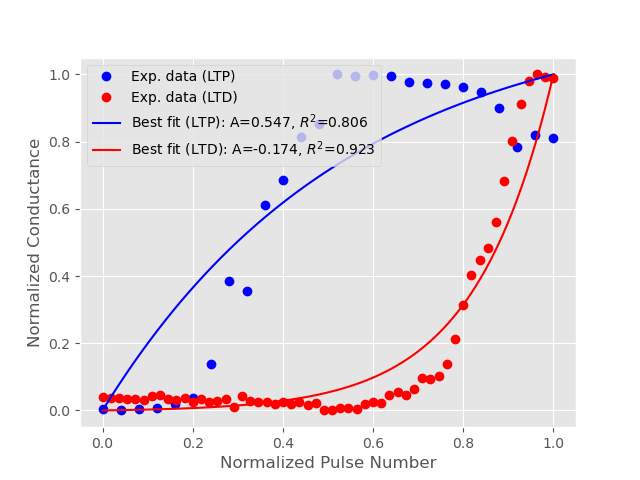 Exp. data (LTP)
Exp. data (LTD)
Best fit (LTP): A=0.547, R²=0.806
Best fit (LTD): A=-0.174, R²=0.923
1.0
0.8
0.6
0.4
0.2
0.0
Normalized Conductance
0.0 0.2 0.4 0.6 0.8 1.0
Normalized Pulse Number